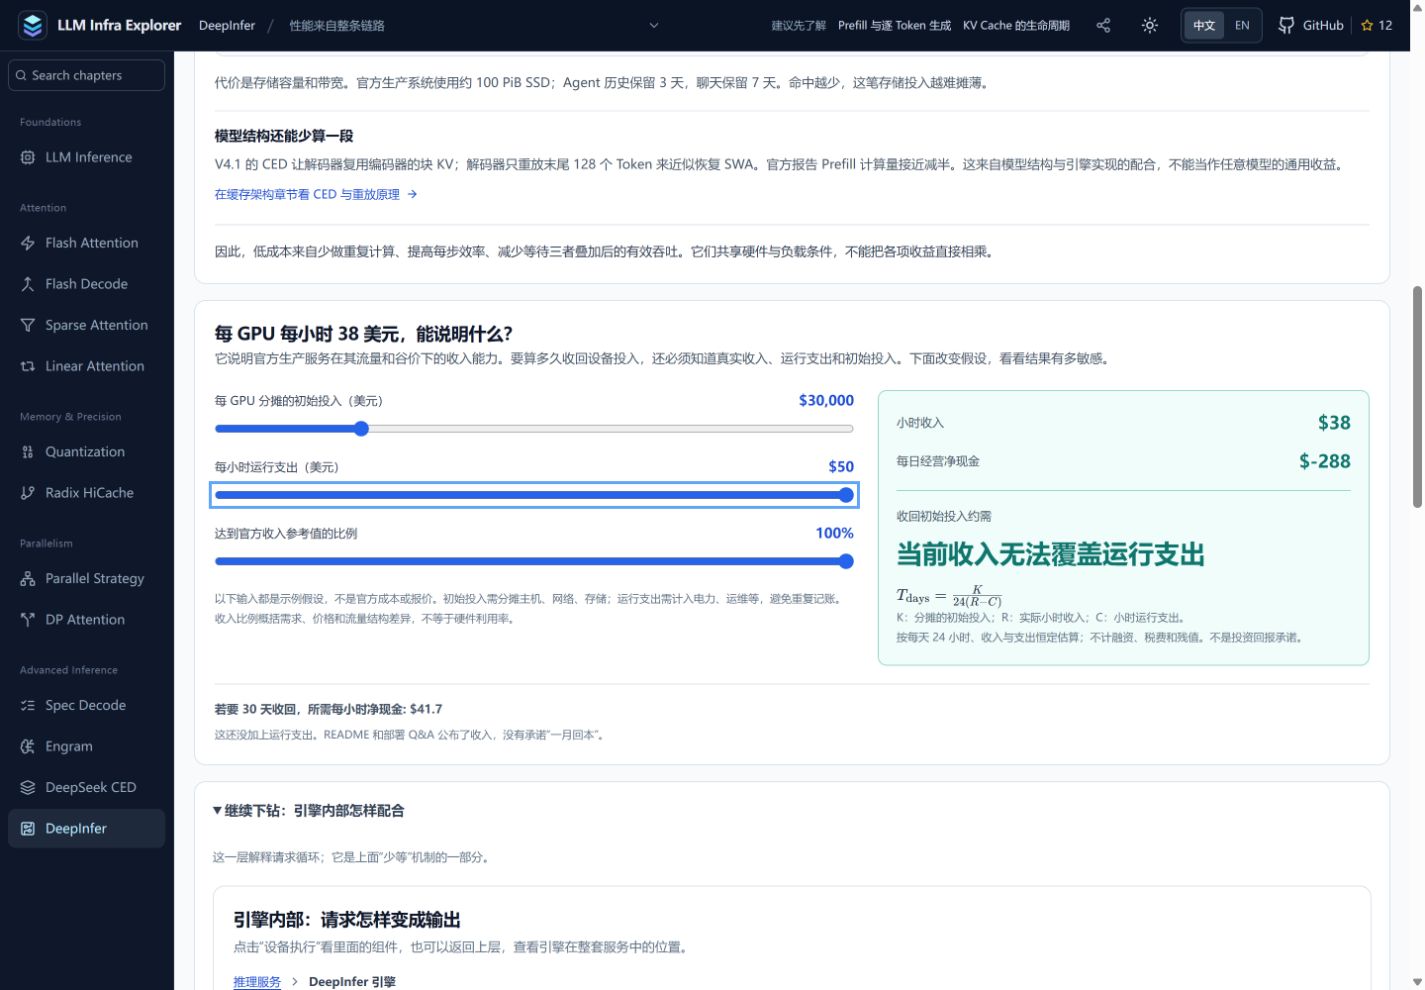 LLM Infra Explorer
DeepInfer / 性能来自整条链路
建议先了解 Prefill 与逐 Token 生成 KV Cache 的生命周期
中文 EN
GitHub
12
Search chapters
Foundations
LLM Inference
Attention
Flash Attention
Flash Decode
Sparse Attention
Linear Attention
Memory & Precision
Quantization
Radix HiCache
Parallelism
Parallel Strategy
DP Attention
Advanced Inference
Spec Decode
Engram
DeepSeek CED
DeepInfer
代价是存储容量和带宽。官方生产系统使用约 100 PiB SSD；Agent 历史保留 3 天，聊天保留 7 天。命中越少，这笔存储投入越难摊薄。
模型结构还能少算一段
V4.1 的 CED 让解码器复用编码器的块 KV；解码器只重放末尾 128 个 Token 来近似恢复 SWA。官方报告 Prefill 计算量接近减半。这来自模型结构与引擎实现的配合，不能当作任意模型的通用收益。
在缓存架构章节看 CED 与重放原理 →
因此，低成本来自少做重复计算、提高每步效率、减少等待三者叠加后的有效吞吐。它们共享硬件与负载条件，不能把各项收益直接相乘。
每 GPU 每小时 38 美元，能说明什么？
它说明官方生产服务在其流量和谷价下的收入能力。要算多久收回设备投入，还必须知道真实收入、运行支出和初始投入。下面改变假设，看看结果有多敏感。
每 GPU 分摊的初始投入（美元） $30,000
每小时运行支出（美元） $50
达到官方收入参考值的比例 100%
以下输入都是示例假设，不是官方成本或报价。初始投入需分摊主机、网络、存储；运行支出需计入电力、运维等，避免重复记账。
收入比例概括需求、价格和流量结构差异，不等于硬件利用率。
小时收入 $38
每日经营净现金 $-288
收回初始投入约需
当前收入无法覆盖运行支出
T_days = K / 24(R−C)
K：分摊的初始投入；R：实际小时收入；C：小时运行支出。
按每天 24 小时、收入与支出恒定估算；不计融资、税费和残值。不是投资回报承诺。
若要 30 天收回，所需每小时净现金: $41.7
这还没加上运行支出。README 和部署 Q&A 公布了收入，没有承诺“一月回本”。
▼继续下钻：引擎内部怎样配合
这一层解释请求循环；它是上面“少等”机制的一部分。
引擎内部：请求怎样变成输出
点击“设备执行”看里面的组件，也可以返回上层，查看引擎在整套服务中的位置。
推理服务 > DeepInfer 引擎